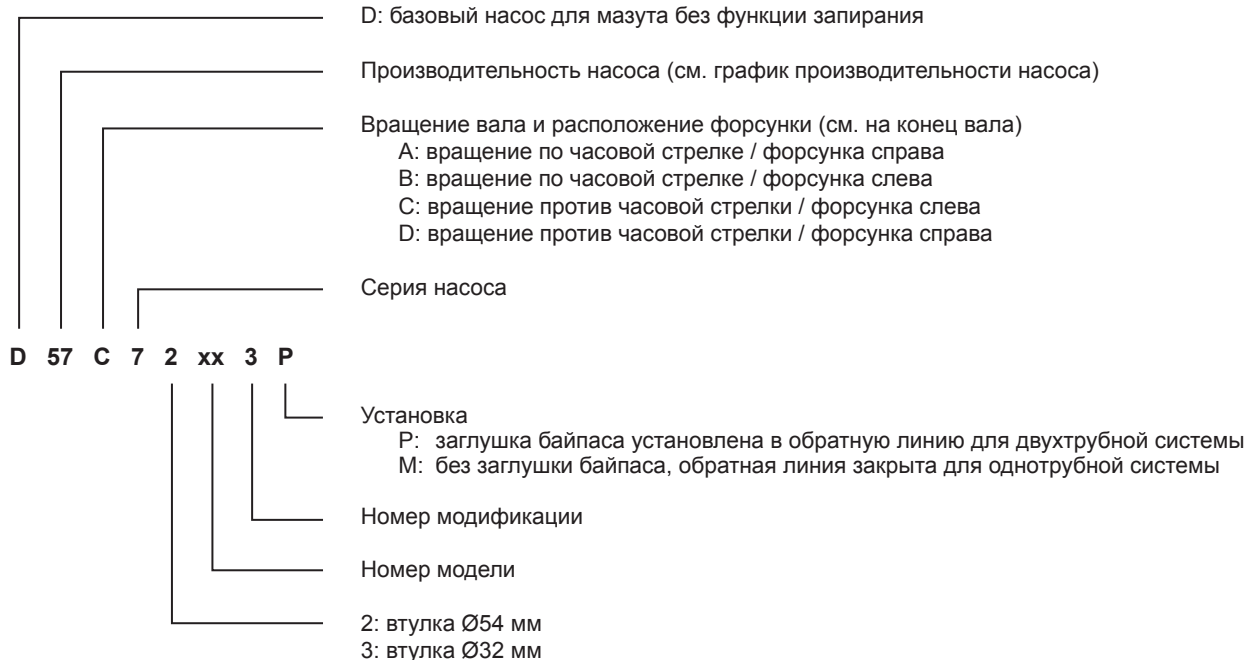 D: базовый насос для мазута без функции запирания
Производительность насоса (см. график производительности насоса)
Вращение вала и расположение форсунки (см. на конец вала)
A: вращение по часовой стрелке / форсунка справа
B: вращение по часовой стрелке / форсунка слева
C: вращение против часовой стрелки / форсунка слева
D: вращение против часовой стрелки / форсунка справа
Серия насоса
D 57 C 7 2 xx 3 P
Установка
P: заглушка байпаса установлена в обратную линию для двухтрубной системы
M: без заглушки байпаса, обратная линия закрыта для однотрубной системы
Номер модификации
Номер модели
2: втулка Ø54 мм
3: втулка Ø32 мм